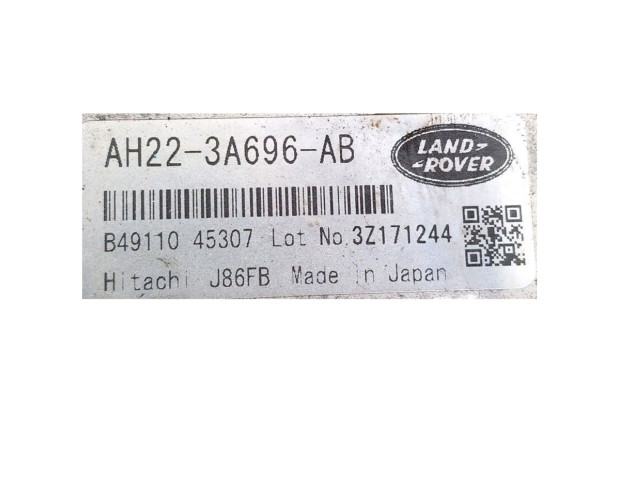 AH22-3A696-AB
LAND-
-ROVER
B49110 45307 Lot No.3Z171244
Hitachi J86FB Made in Japan